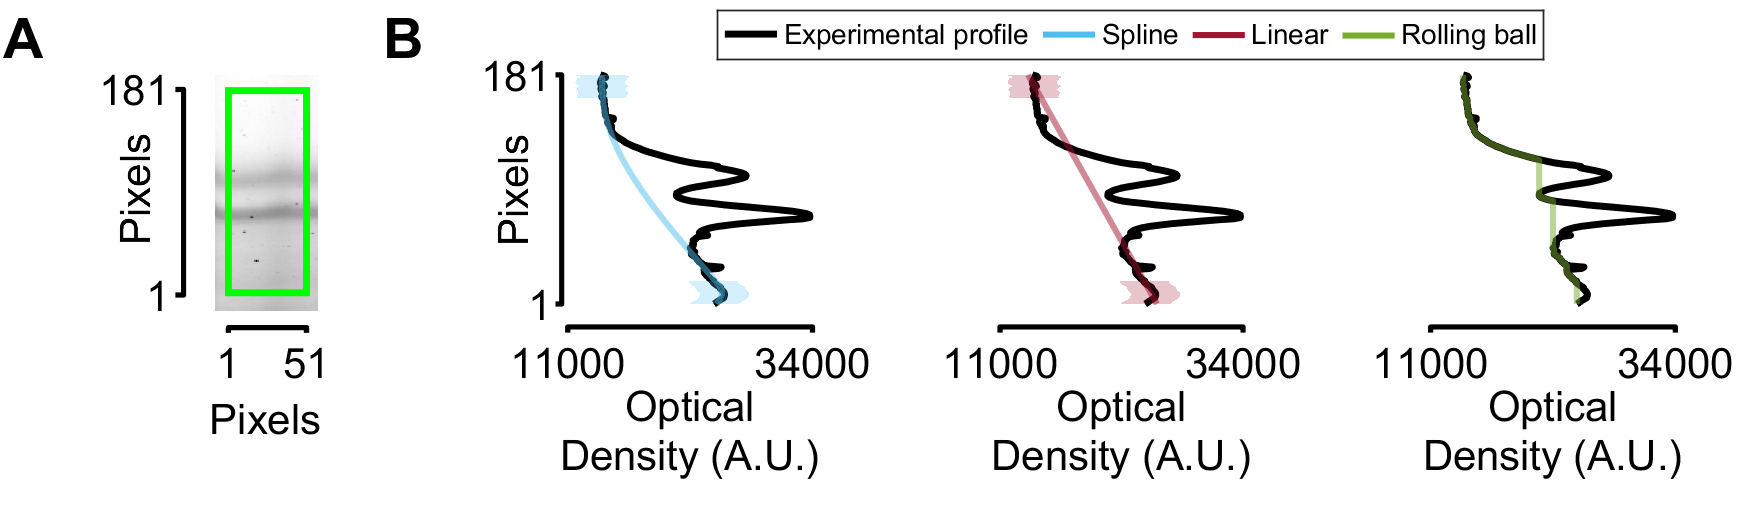 A
B
Experimental profile Spline Linear Rolling ball
181
Pixels
1
1 51
Pixels
181
Pixels
1
11000 34000
Optical
Density (A.U.)
11000 34000
Optical
Density (A.U.)
11000 34000
Optical
Density (A.U.)